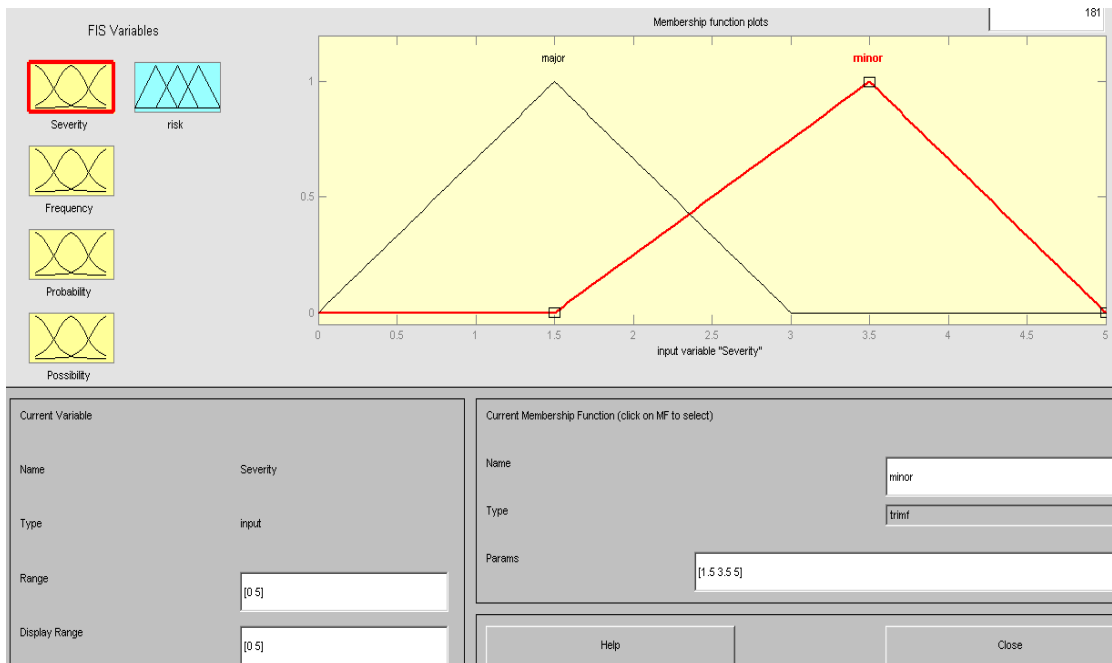 FIS Variables
Membership function plots
181
Severity
risk
Frequency
Probability
Possibility
major
minor
1
0.5
0
0
0.5
1
1.5
2
2.5
3
3.5
4
4.5
5
input variable "Severity"
Current Variable
Name
Severity
Type
input
Range
[0 5]
Display Range
[0 5]
Current Membership Function (click on MF to select)
Name
minor
Type
trimf
Params
[1.5 3.5 5]
Help
Close